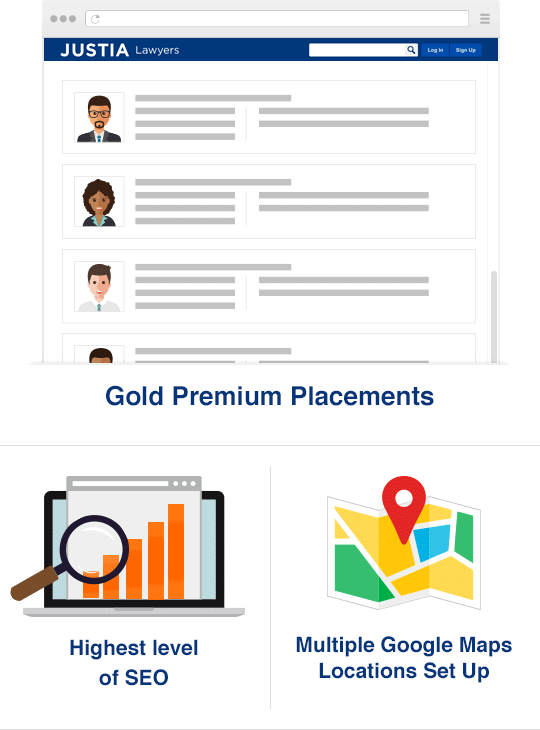 JUSTIA Lawyers
Log In
Sign Up
Gold Premium Placements
Highest level
of SEO
Multiple Google Maps
Locations Set Up